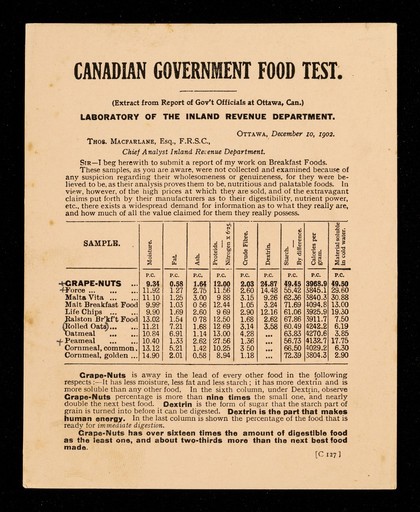 CANADIAN GOVERNMENT FOOD TEST.
(Extract from Report of Gov't Officials at Ottawa, Can.)
LABORATORY OF THE INLAND REVENUE DEPARTMENT.
OTTAWA, December 10, 1902.
THOS. MACFARLANE, ESQ., F.R.S.C.,
Chief Analyst Inland Revenue Department.
SIR—I beg herewith to submit a report of my work on Breakfast Foods.
These samples, as you are aware, were not collected and examined because of
any suspicion regarding their wholesomeness or genuineness, for they were be-
lieved to be, as their analysis proves them to be, nutritious and palatable foods. In
view, however, of the high prices at which they are sold, and of the extravagant
claims put forth by their manufacturers as to their digestibility, nutrient power,
etc., there exists a widespread demand for information as to what they really are,
and how much of all the value claimed for them they really possess.
SAMPLE. Moisture. Fat. Ash. Proteids.— Nitrogen x 6·25. Crude Fibre. Dextrin. Starch.— By difference. Calories per gram. Material soluble in cold water.
P.C. P.C. P.C. P.C. P.C. P.C. P.C. P.C. P.C.
+GRAPE-NUTS ... 9.34 0.58 1.64 12.00 2.03 24.87 49.45 3968.9 49.50
+Force ... ... ... 11.92 1.27 2.75 11.56 2.60 14.48 55.42 3845.1 29.60
Malta Vita ... 11.10 1.25 3.00 9.88 3.15 9.26 62.36 3840.3 30.88
Malt Breakfast Food 9.99 1.03 0.56 12.44 1.05 3.24 71.69 4094.8 13.00
Life Chips ... 9.90 1.69 2.60 9.69 2.90 12.16 61.06 3925.9 19.30
Ralston Br'kf't Food 13.02 1.54 0.78 12.50 1.68 2.62 67.86 3911.7 7.50
(Rolled Oats) ... ... 11.21 7.21 1.68 12.69 3.14 3.58 60.49 4242.2 6.19
Oatmeal ... ... 10.84 6.91 1.14 13.00 4.28 ... 63.83 4270.6 3.85
+ Peameal ... ... 10.40 1.33 2.62 27.56 1.36 ... 56.73 4132.7 17.75
Cornmeal, common. 13.12 5.21 1.42 10.25 3.50 ... 66.50 4029.2 6.30
Cornmeal, golden ... 14.90 2.01 0.58 8.94 1.18 ... 72.39 3804.3 2.90
Grape-Nuts is away in the lead of every other food in the following
respects:—It has less moisture, less fat and less starch; it has more dextrin and is
more soluble than any other food. In the sixth column, under Dextrin, observe
Grape-Nuts percentage is more than nine times the small one, and nearly
double the next best food. Dextrin is the form of sugar that the starch part of
grain is turned into before it can be digested. Dextrin is the part that makes
human energy. In the last column is shown the percentage of the food that is
ready for immediate digestion.
Grape-Nuts has over sixteen times the amount of digestible food
as the least one, and about two-thirds more than the next best food
made.
[C 127]